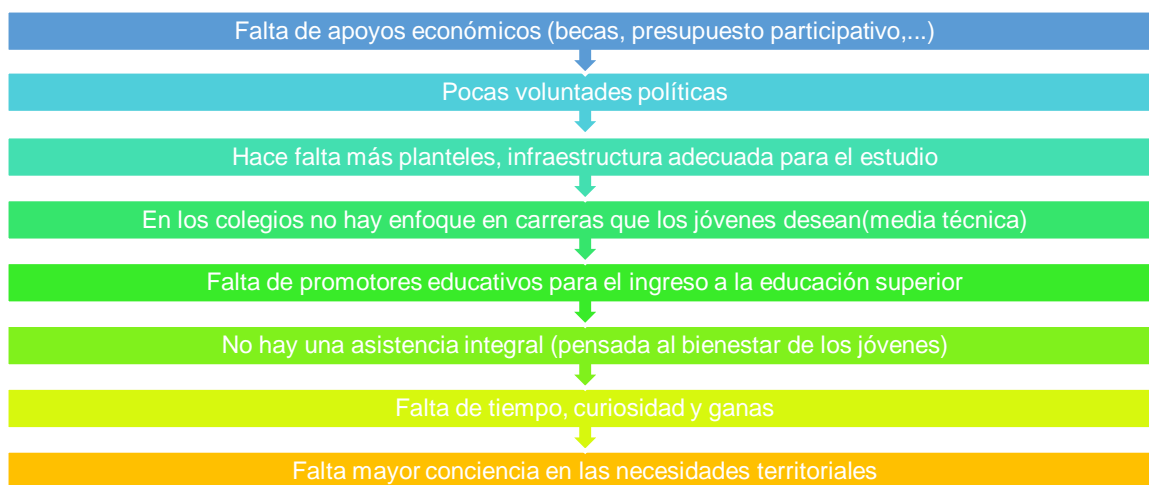 Falta de apoyos económicos (becas, presupuesto participativo,...)
Pocas voluntades políticas
Hace falta más planteles, infraestructura adecuada para el estudio
En los colegios no hay enfoque en carreras que los jóvenes desean(media técnica)
Falta de promotores educativos para el ingreso a la educación superior
No hay una asistencia integral (pensada al bienestar de los jóvenes)
Falta de tiempo, curiosidad y ganas
Falta mayor conciencia en las necesidades territoriales